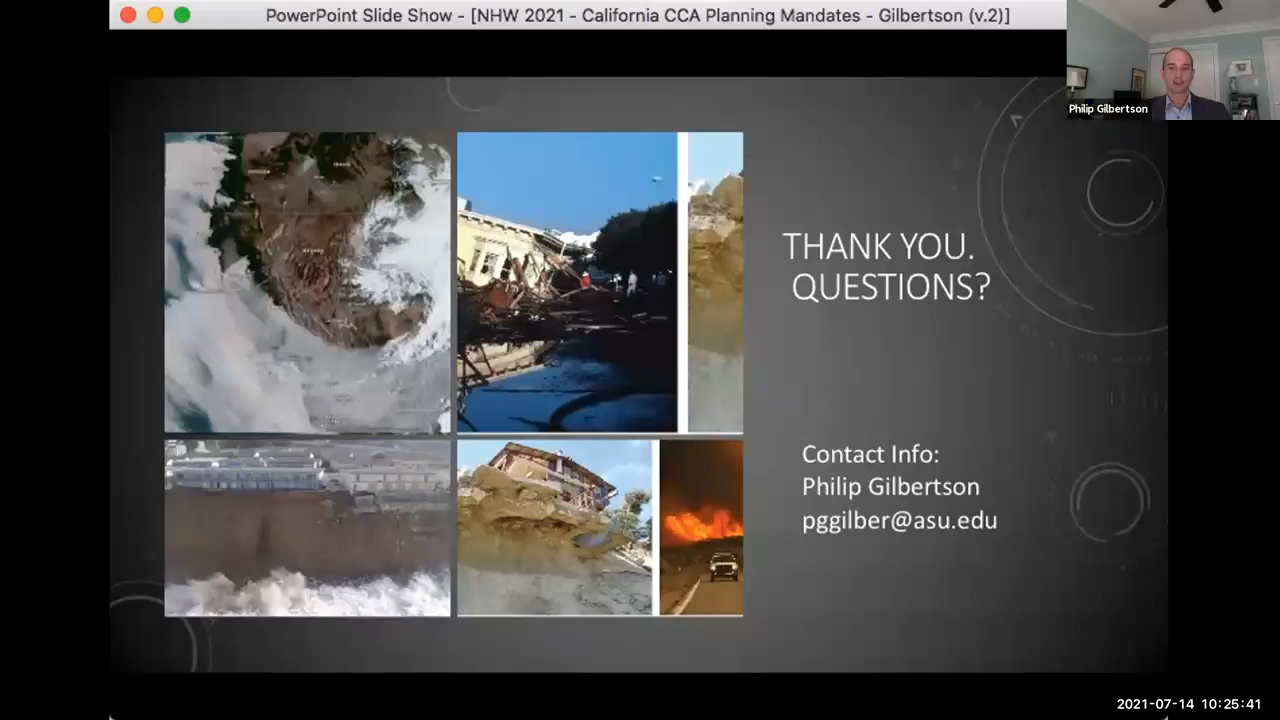 PowerPoint Slide Show - [NHW 2021 - California CCA Planning Mandates - Gilbertson (v.2)]
Philip Gilbertson
THANK YOU.
QUESTIONS?
Contact Info:
Philip Gilbertson
pggilber@asu.edu
2021-07-14 10:25:41